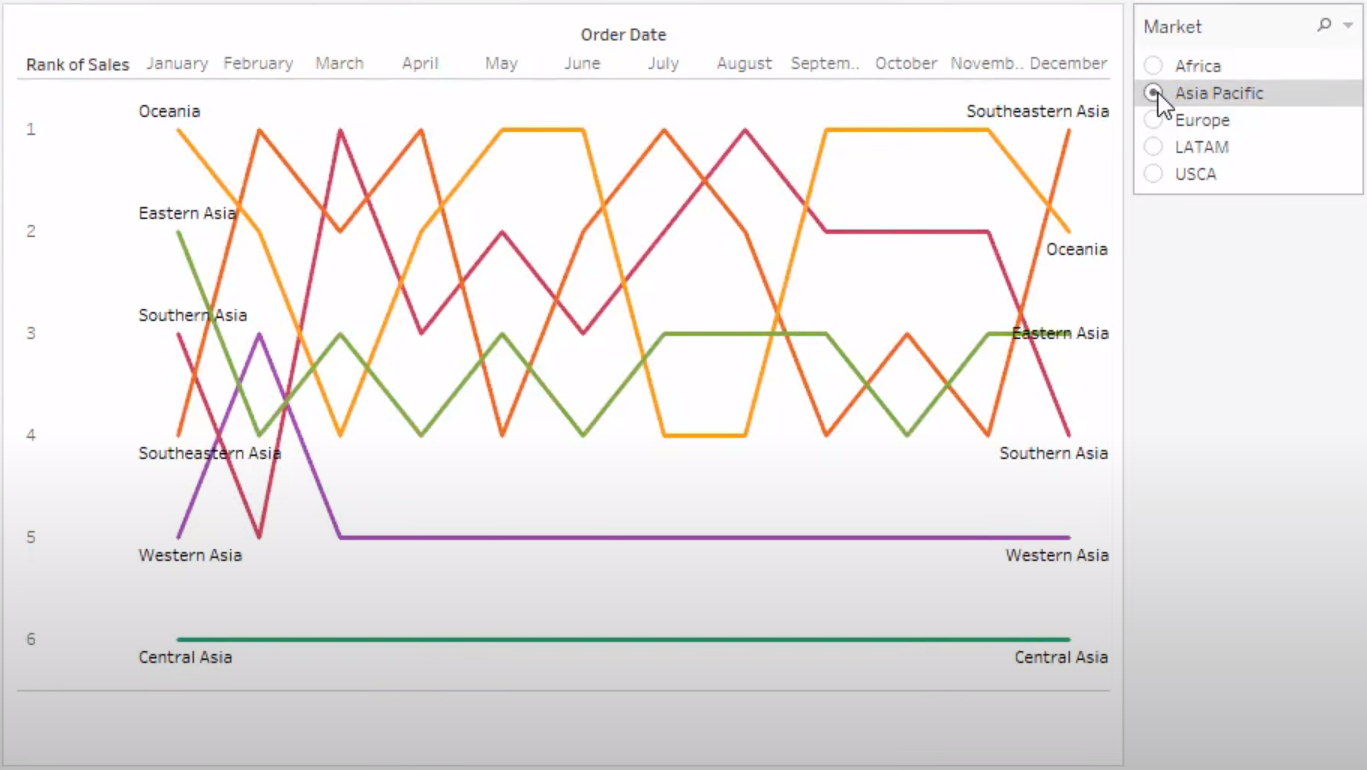 Order Date
Rank of Sales January February March April May June July August Septem.. October Novemb.. December
Oceania
Southeastern Asia
1
Eastern Asia
2
Oceania
Southern Asia
3
Eastern Asia
4
Southeastern Asia
Southern Asia
5
Western Asia
Western Asia
6
Central Asia
Central Asia
Market
Africa
Asia Pacific
Europe
LATAM
USCA